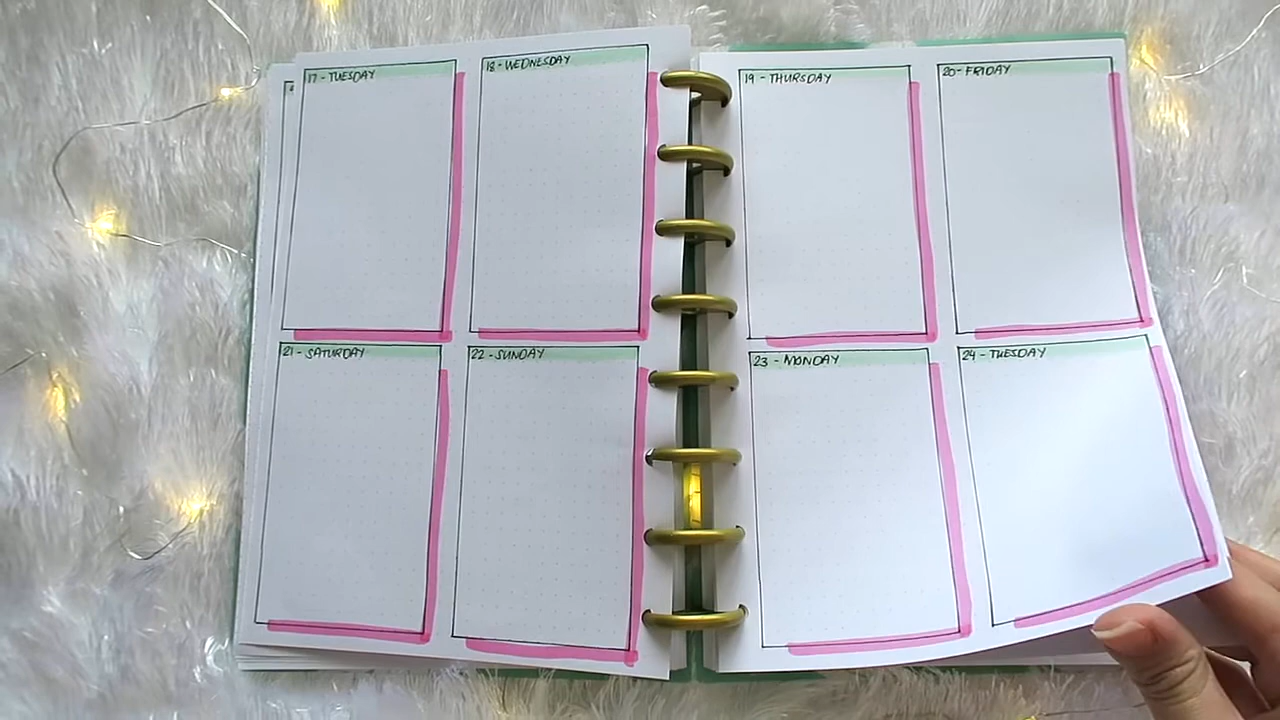 17 - TUESDAY
18 - WEDNESDAY
19 - THURSDAY
20 - FRIDAY
21 - SATURDAY
22 - SUNDAY
23 - MONDAY
24 - TUESDAY